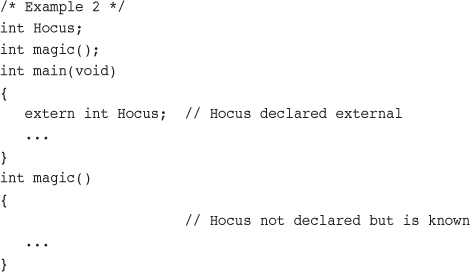 /* Example 2 */
int Hocus;
int magic();
int main(void)
{
   extern int Hocus;  // Hocus declared external
   ...
}
int magic()
{
                      // Hocus not declared but is known
   ...
}